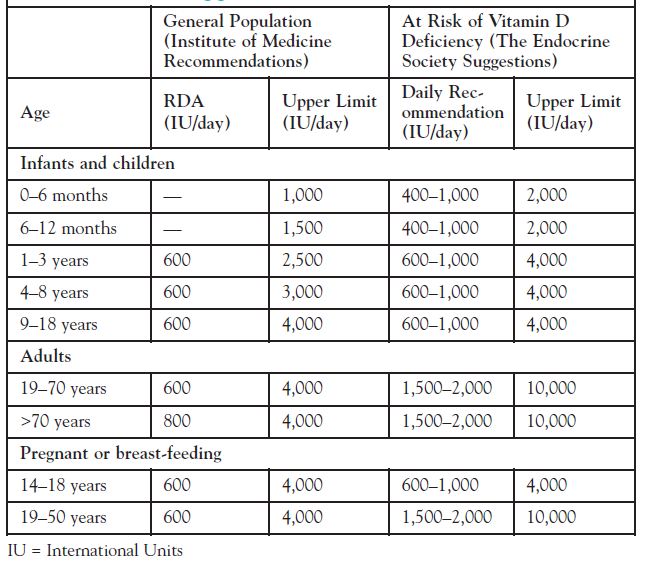 General Population (Institute of Medicine Recommendations) At Risk of Vitamin D Deficiency (The Endocrine Society Suggestions)
Age RDA (IU/day) Upper Limit (IU/day) Daily Rec-ommendation (IU/day) Upper Limit (IU/day)
Infants and children
0–6 months — 1,000 400–1,000 2,000
6–12 months — 1,500 400–1,000 2,000
1–3 years 600 2,500 600–1,000 4,000
4–8 years 600 3,000 600–1,000 4,000
9–18 years 600 4,000 600–1,000 4,000
Adults
19–70 years 600 4,000 1,500–2,000 10,000
>70 years 800 4,000 1,500–2,000 10,000
Pregnant or breast-feeding
14–18 years 600 4,000 600–1,000 4,000
19–50 years 600 4,000 1,500–2,000 10,000
IU = International Units